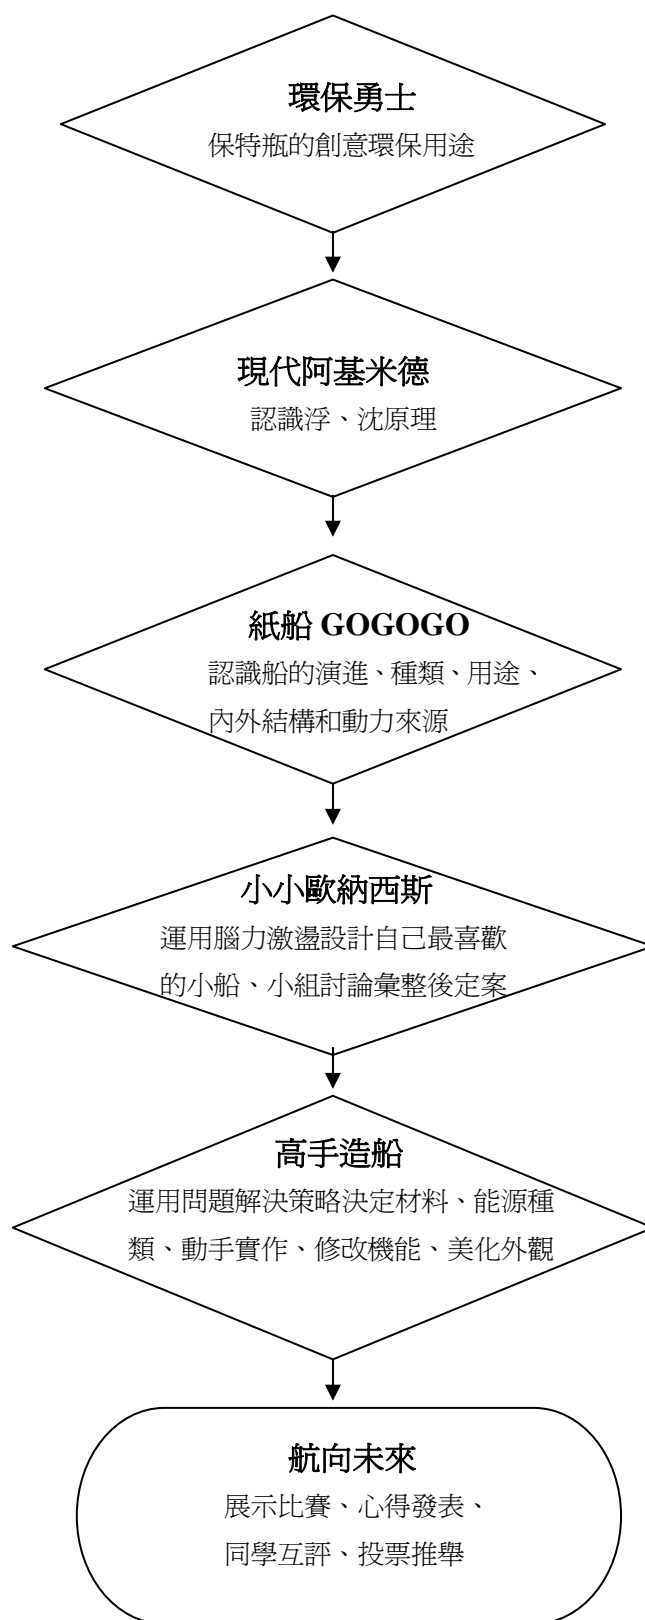 環保勇士
保特瓶的創意環保用途
現代阿基米德
認識浮、沈原理
紙船 GOGOGO
認識船的演進、種類、用途、
內外結構和動力來源
小小歐納西斯
運用腦力激盪設計自己最喜歡
的小船、小組討論彙整後定案
高手造船
運用問題解決策略決定材料、能源種
類、動手實作、修改機能、美化外觀
航向未來
展示比賽、心得發表、
同學互評、投票推舉